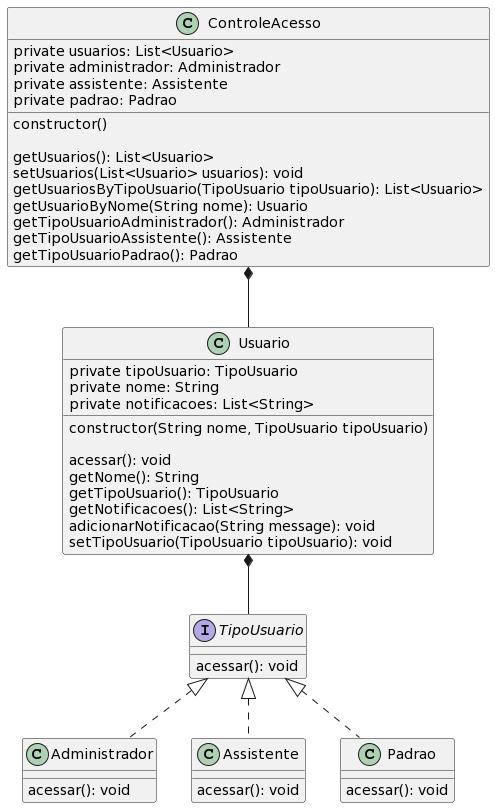 C ControleAcesso
private usuarios: List<Usuario>
private administrador: Administrador
private assistente: Assistente
private padrao: Padrao
constructor()
getUsuarios(): List<Usuario>
setUsuarios(List<Usuario> usuarios): void
getUsuariosByTipoUsuario(TipoUsuario tipoUsuario): List<Usuario>
getUsuarioByNome(String nome): Usuario
getTipoUsuarioAdministrador(): Administrador
getTipoUsuarioAssistente(): Assistente
getTipoUsuarioPadrao(): Padrao
C Usuario
private tipoUsuario: TipoUsuario
private nome: String
private notificacoes: List<String>
constructor(String nome, TipoUsuario tipoUsuario)
acessar(): void
getNome(): String
getTipoUsuario(): TipoUsuario
getNotificacoes(): List<String>
adicionarNotificacao(String message): void
setTipoUsuario(TipoUsuario tipoUsuario): void
I TipoUsuario
acessar(): void
C Administrador
acessar(): void
C Assistente
acessar(): void
C Padrao
acessar(): void